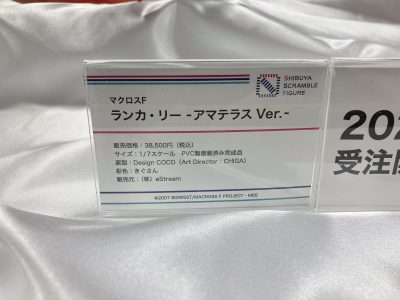 SHIBUYA
SCRAMBLE
FIGURE
マクロスF
ランカ・リー -アマテラス Ver.-
販売価格：38,500円（税込）
サイズ：1/7スケール　PVC製塗装済み完成品
原型：Design COCO（Art Director：CHIGA）
彩色：きぐさん
販売元：（株）eStream
©2007 BIGWEST/MACROSS F PROJECT・MBS
202
受注